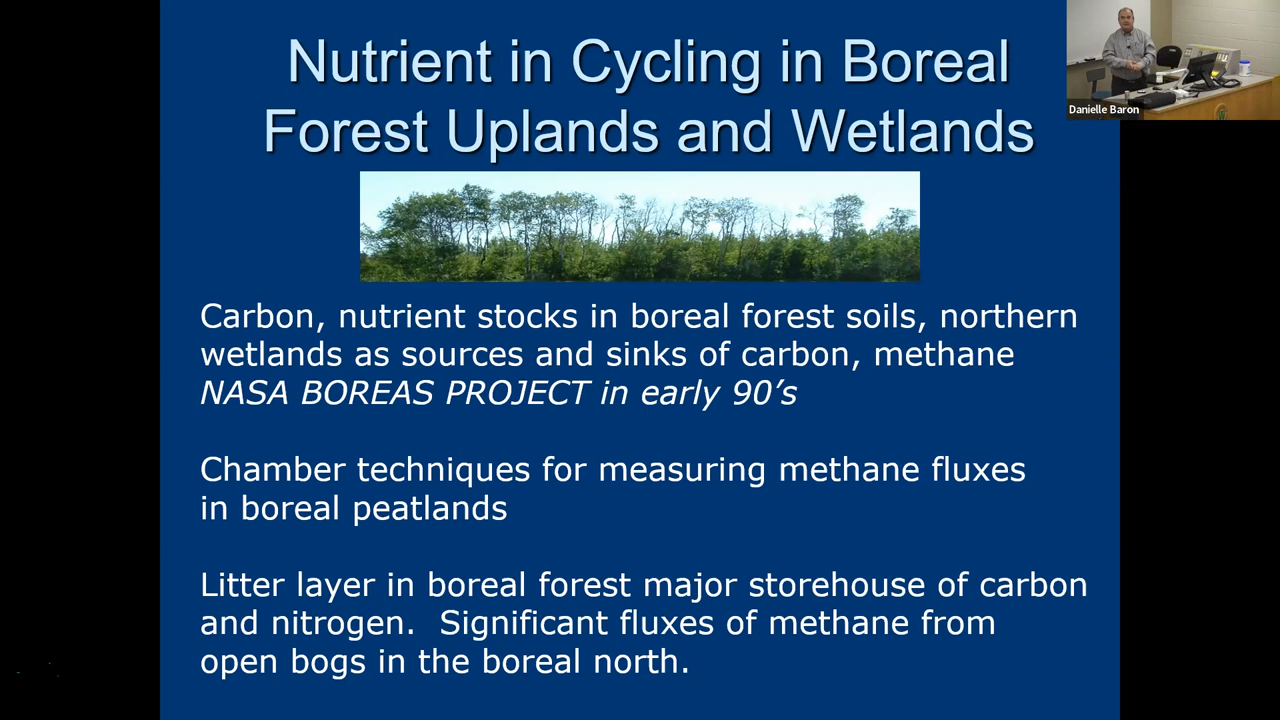 Nutrient in Cycling in Boreal
Forest Uplands and Wetlands
Danielle Baron
Carbon, nutrient stocks in boreal forest soils, northern
wetlands as sources and sinks of carbon, methane
NASA BOREAS PROJECT in early 90’s
Chamber techniques for measuring methane fluxes
in boreal peatlands
Litter layer in boreal forest major storehouse of carbon
and nitrogen.  Significant fluxes of methane from
open bogs in the boreal north.